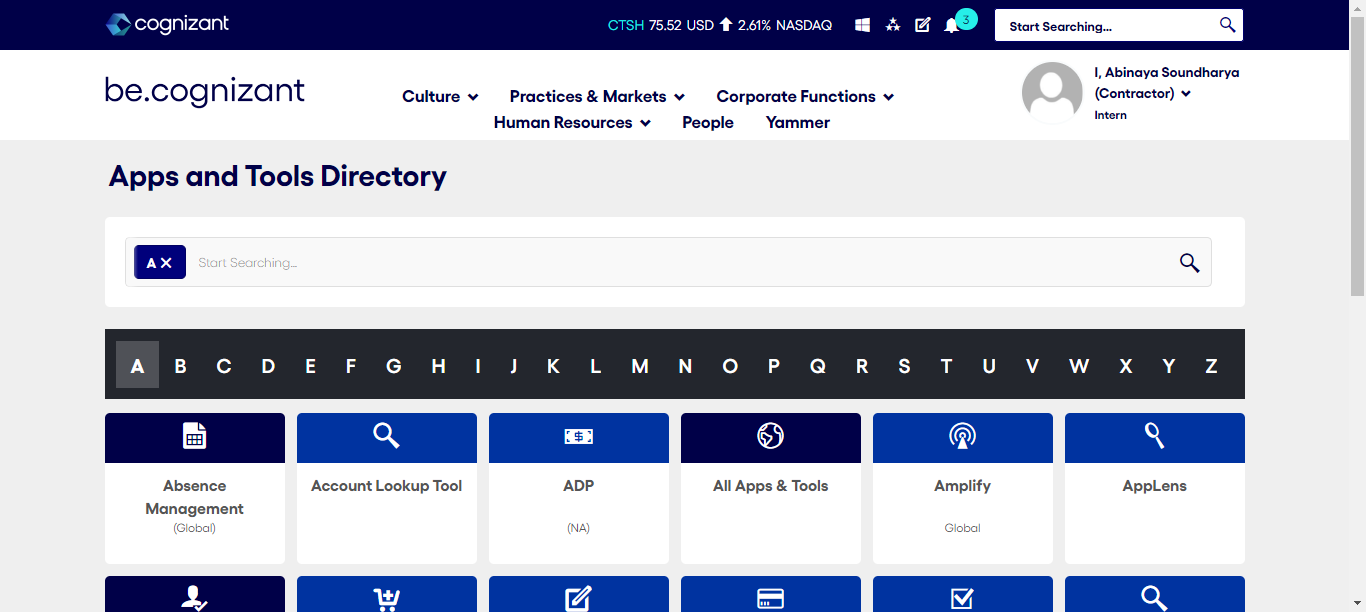 cognizant
CTSH 75.52 USD 2.61% NASDAQ
3
Start Searching...
be.cognizant
Culture
Practices & Markets
Corporate Functions
Human Resources
People
Yammer
I, Abinaya Soundharya
(Contractor)
Intern
Apps and Tools Directory
A
Start Searching...
A B C D E F G H I J K L M N O P Q R S T U V W X Y Z
Absence
Management
(Global)
Account Lookup Tool
$
ADP
(NA)
All Apps & Tools
Amplify
Global
AppLens